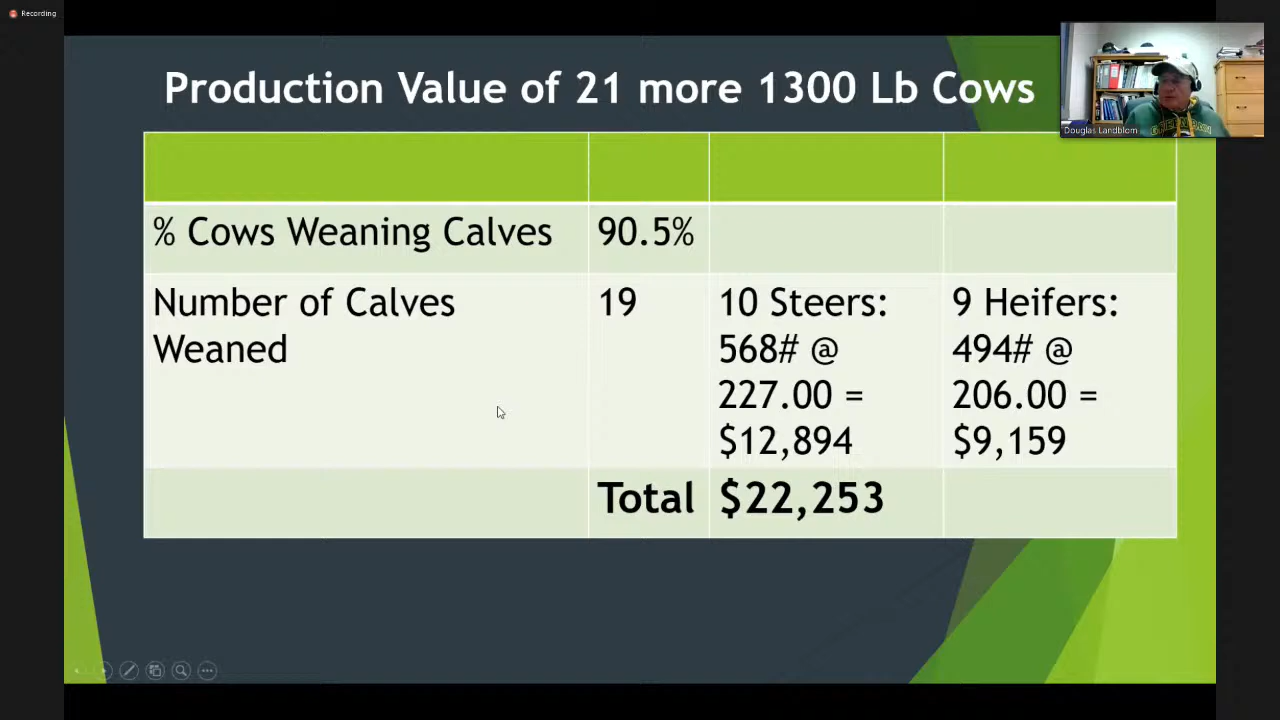 Recording
Production Value of 21 more 1300 Lb Cows
Douglas Landblom
% Cows Weaning Calves 90.5%
Number of Calves Weaned 19 10 Steers: 568# @ 227.00 = $12,894 9 Heifers: 494# @ 206.00 = $9,159
Total $22,253